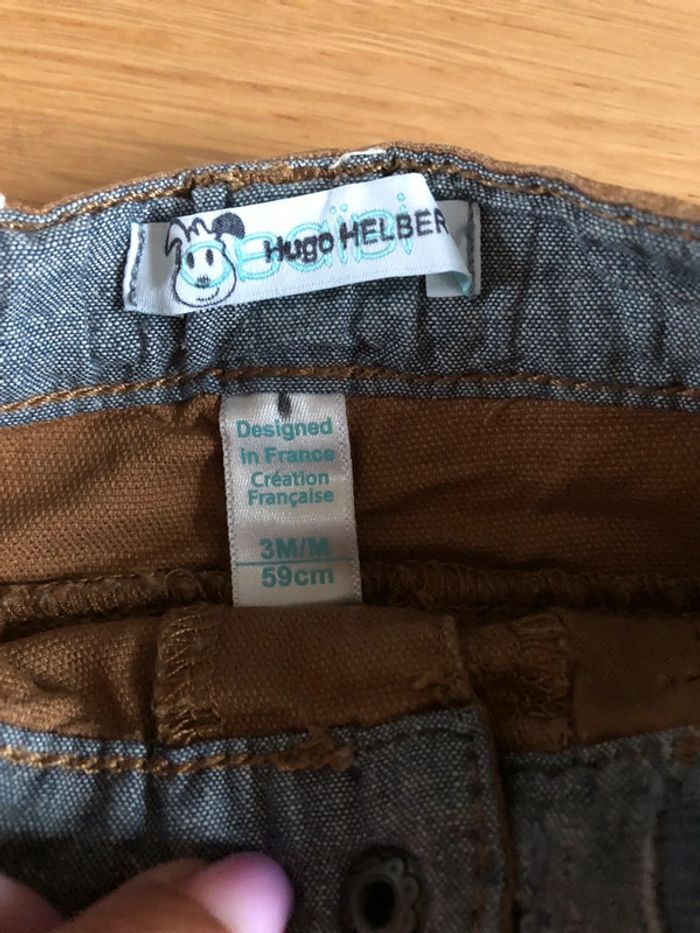 Hugo HELBER
Designed
in France
Création
Française
3M/M
59cm